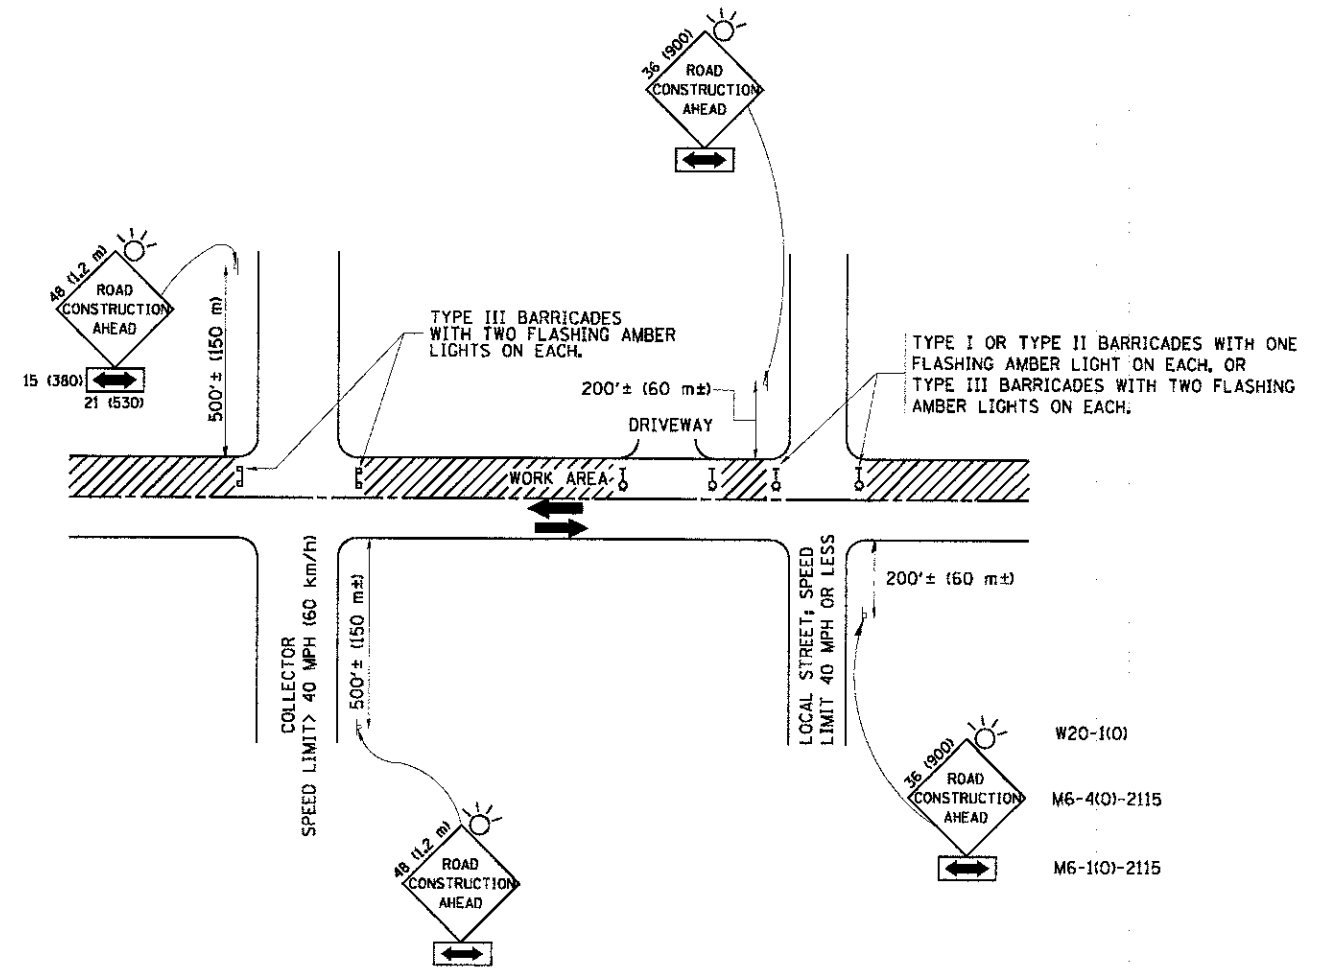 36 (900)
ROAD
CONSTRUCTION
AHEAD
48 (1.2 m)
ROAD
CONSTRUCTION
AHEAD
15 (380)
21 (530)
500'± (150 m)
TYPE III BARRICADES
WITH TWO FLASHING AMBER
LIGHTS ON EACH.
TYPE I OR TYPE II BARRICADES WITH ONE
FLASHING AMBER LIGHT ON EACH, OR
TYPE III BARRICADES WITH TWO FLASHING
AMBER LIGHTS ON EACH.
200'± (60 m±)
DRIVEWAY
WORK AREA
COLLECTOR
SPEED LIMIT> 40 MPH (60 km/h)
500'± (150 m±)
LOCAL STREET; SPEED
LIMIT 40 MPH OR LESS
200'± (60 m±)
48 (1.2 m)
ROAD
CONSTRUCTION
AHEAD
36 (900)
ROAD
CONSTRUCTION
AHEAD
W20-1(O)
M6-4(O)-2115
M6-1(O)-2115